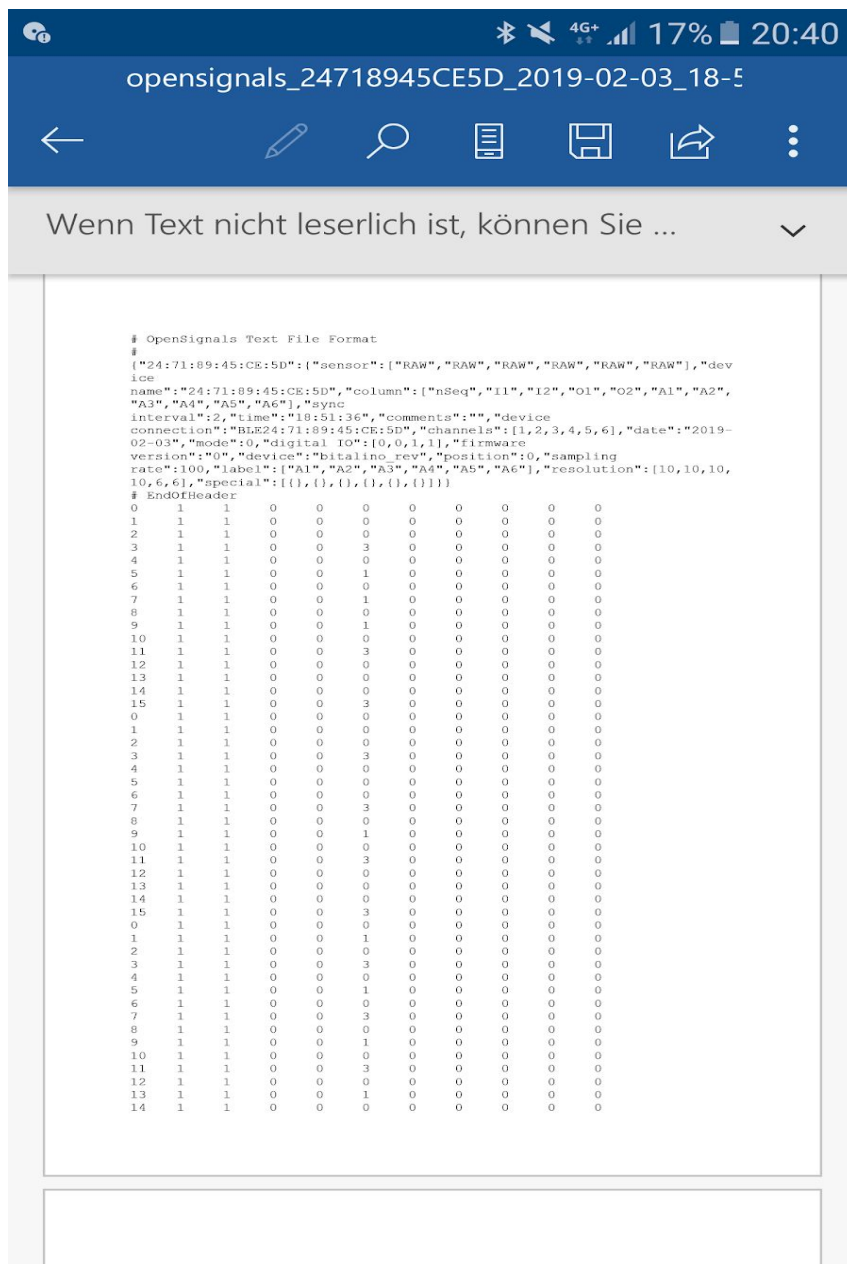 4G+ 17% 20:40
opensignals_24718945CE5D_2019-02-03_18-5
Wenn Text nicht leserlich ist, können Sie ...
# OpenSignals Text File Format
#
{"24:71:89:45:CE:5D":{"sensor":["RAW","RAW","RAW","RAW","RAW","RAW"],"dev
ice
name":"24:71:89:45:CE:5D","column":["nSeq","I1","I2","O1","O2","A1","A2",
"A3","A4","A5","A6"],"sync
interval":2,"time":"18:51:36","comments":"","device
connection":"BLE24:71:89:45:CE:5D","channels":[1,2,3,4,5,6],"date":"2019-
02-03","mode":0,"digital IO":[0,0,1,1],"firmware
version":"0","device":"bitalino_rev","position":0,"sampling
rate":100,"label":["A1","A2","A3","A4","A5","A6"],"resolution":[10,10,10,
10,6,6],"special":[{},{},{},{},{},{}]}}
# EndOfHeader
0 1 1 0 0 0 0 0 0 0 0
1 1 1 0 0 0 0 0 0 0 0
2 1 1 0 0 0 0 0 0 0 0
3 1 1 0 0 3 0 0 0 0 0
4 1 1 0 0 0 0 0 0 0 0
5 1 1 0 0 1 0 0 0 0 0
6 1 1 0 0 0 0 0 0 0 0
7 1 1 0 0 1 0 0 0 0 0
8 1 1 0 0 0 0 0 0 0 0
9 1 1 0 0 1 0 0 0 0 0
10 1 1 0 0 0 0 0 0 0 0
11 1 1 0 0 3 0 0 0 0 0
12 1 1 0 0 0 0 0 0 0 0
13 1 1 0 0 0 0 0 0 0 0
14 1 1 0 0 0 0 0 0 0 0
15 1 1 0 0 3 0 0 0 0 0
0 1 1 0 0 0 0 0 0 0 0
1 1 1 0 0 0 0 0 0 0 0
2 1 1 0 0 0 0 0 0 0 0
3 1 1 0 0 3 0 0 0 0 0
4 1 1 0 0 0 0 0 0 0 0
5 1 1 0 0 0 0 0 0 0 0
6 1 1 0 0 0 0 0 0 0 0
7 1 1 0 0 3 0 0 0 0 0
8 1 1 0 0 0 0 0 0 0 0
9 1 1 0 0 1 0 0 0 0 0
10 1 1 0 0 0 0 0 0 0 0
11 1 1 0 0 3 0 0 0 0 0
12 1 1 0 0 0 0 0 0 0 0
13 1 1 0 0 0 0 0 0 0 0
14 1 1 0 0 0 0 0 0 0 0
15 1 1 0 0 3 0 0 0 0 0
0 1 1 0 0 0 0 0 0 0 0
1 1 1 0 0 1 0 0 0 0 0
2 1 1 0 0 0 0 0 0 0 0
3 1 1 0 0 3 0 0 0 0 0
4 1 1 0 0 0 0 0 0 0 0
5 1 1 0 0 1 0 0 0 0 0
6 1 1 0 0 0 0 0 0 0 0
7 1 1 0 0 3 0 0 0 0 0
8 1 1 0 0 0 0 0 0 0 0
9 1 1 0 0 1 0 0 0 0 0
10 1 1 0 0 0 0 0 0 0 0
11 1 1 0 0 3 0 0 0 0 0
12 1 1 0 0 0 0 0 0 0 0
13 1 1 0 0 1 0 0 0 0 0
14 1 1 0 0 0 0 0 0 0 0